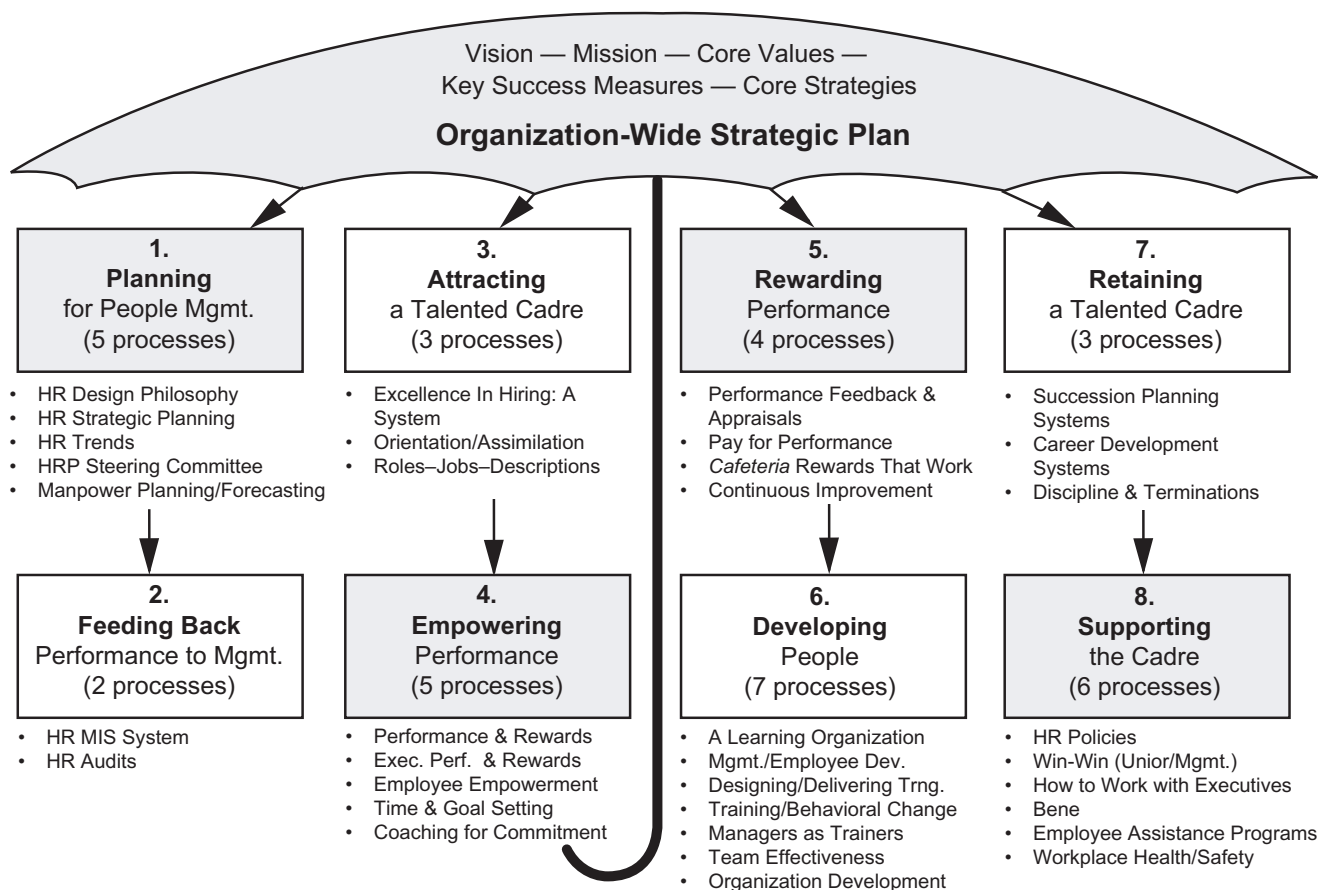 Vision — Mission — Core Values —
Key Success Measures — Core Strategies
Organization-Wide Strategic Plan
1.
Planning
for People Mgmt.
(5 processes)
• HR Design Philosophy
• HR Strategic Planning
• HR Trends
• HRP Steering Committee
• Manpower Planning/Forecasting
2.
Feeding Back
Performance to Mgmt.
(2 processes)
• HR MIS System
• HR Audits
3.
Attracting
a Talented Cadre
(3 processes)
• Excellence In Hiring: A
System
• Orientation/Assimilation
• Roles–Jobs–Descriptions
4.
Empowering
Performance
(5 processes)
• Performance & Rewards
• Exec. Perf. & Rewards
• Employee Empowerment
• Time & Goal Setting
• Coaching for Commitment
5.
Rewarding
Performance
(4 processes)
• Performance Feedback &
Appraisals
• Pay for Performance
• Cafeteria Rewards That Work
• Continuous Improvement
6.
Developing
People
(7 processes)
• A Learning Organization
• Mgmt./Employee Dev.
• Designing/Delivering Trng.
• Training/Behavioral Change
• Managers as Trainers
• Team Effectiveness
• Organization Development
7.
Retaining
a Talented Cadre
(3 processes)
• Succession Planning
Systems
• Career Development
Systems
• Discipline & Terminations
8.
Supporting
the Cadre
(6 processes)
• HR Policies
• Win-Win (Unior/Mgmt.)
• How to Work with Executives
• Bene
• Employee Assistance Programs
• Workplace Health/Safety